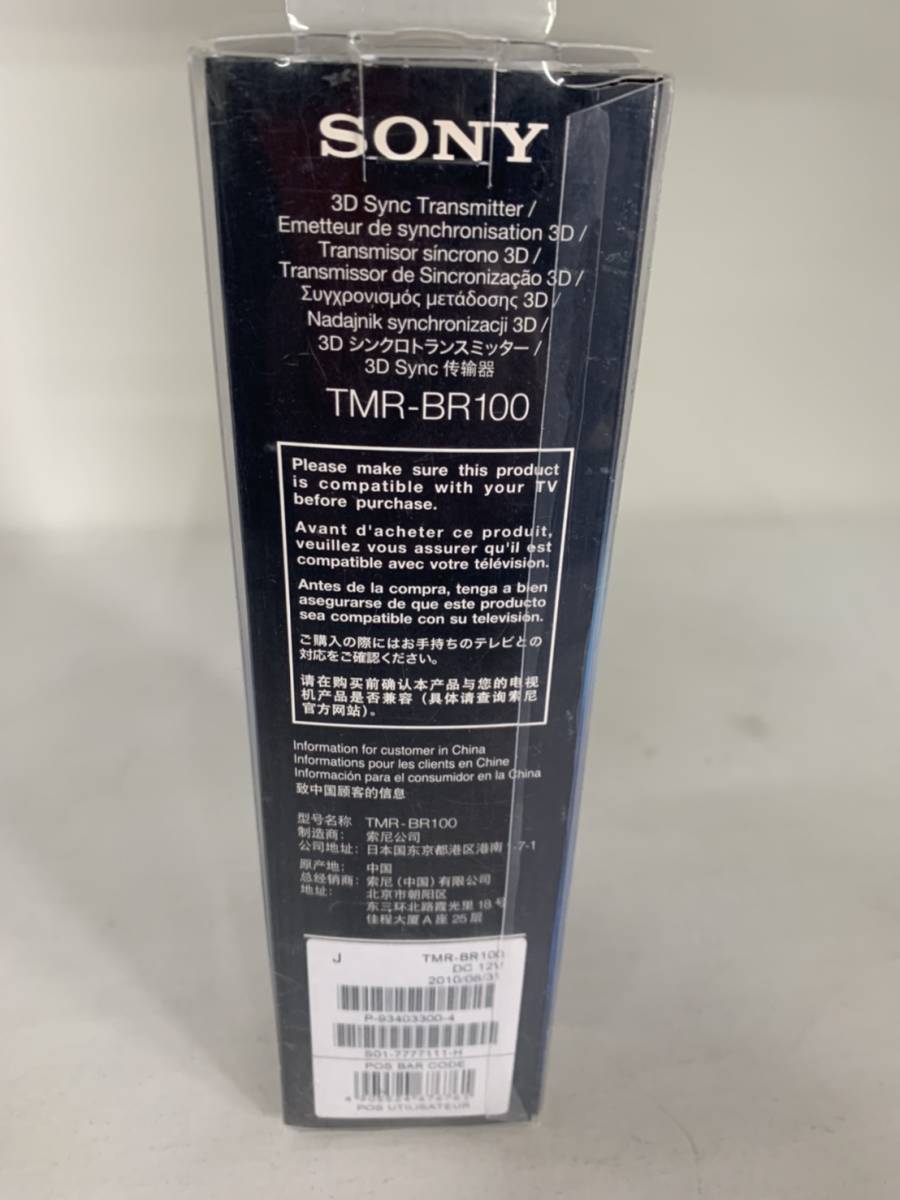 SONY
3D Sync Transmitter /
Emetteur de synchronisation 3D /
Transmisor síncrono 3D /
Transmissor de Sincronização 3D /
Συγχρονισμός μετάδοσης 3D /
Nadajnik synchronizacji 3D /
3D シンクロトランスミッター /
3D Sync 传输器
TMR-BR100
Please make sure this product
is compatible with your TV
before purchase.
Avant d'acheter ce produit,
veuillez vous assurer qu'il est
compatible avec votre télévision.
Antes de la compra, tenga a bien
asegurarse de que este producto
sea compatible con su television.
ご購入の際にはお手持ちのテレビとの
対応をご確認ください。
请在购买前确认本产品与您的电视
机产品是否兼容（具体请查询索尼
官方网站）。
Information for customer in China
Informations pour les clients en Chine
Información para el consumidor en la China
致中国顾客的信息
型号名称 TMR-BR100
制造商： 索尼公司
公司地址： 日本国东京都港区港南 -7-1
原产地： 中国
总经销商： 索尼（中国）有限公司
地址： 北京市朝阳区
东三环北路霞光里 18 号
佳程大厦 A 座 25 层
J TMR-BR100
DC 12V
2010/08/31
P-93403300-4
S01-7777111-H
POS BAR CODE
POS UTILISATEUR